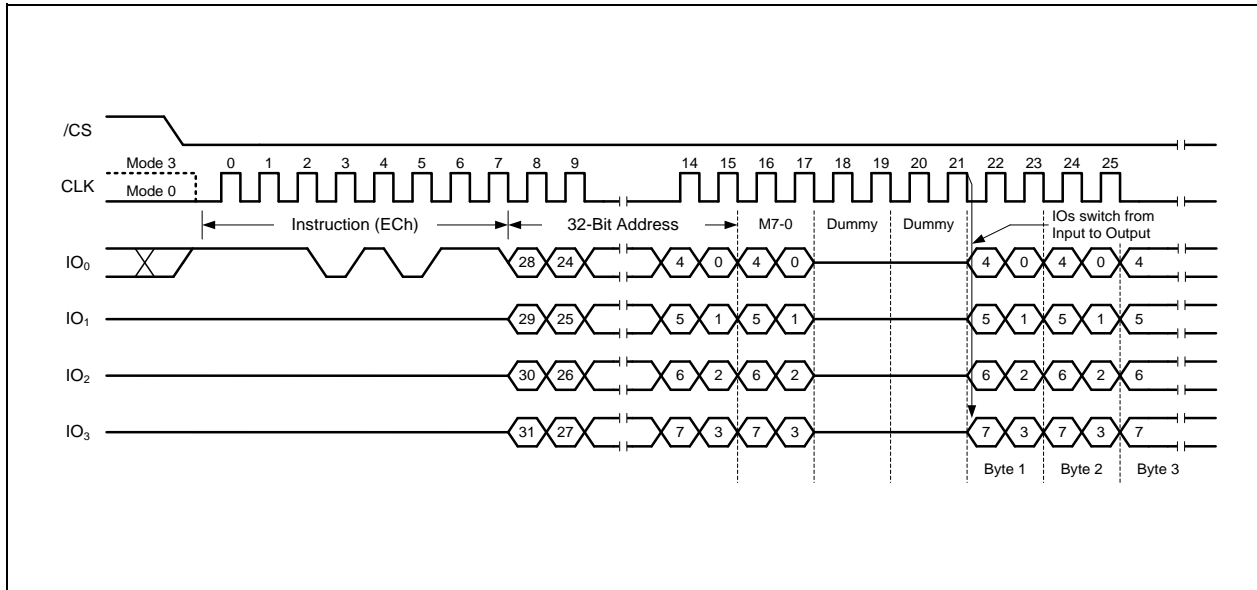 /CS
Mode 3 0 1 2 3 4 5 6 7 8 9 14 15 16 17 18 19 20 21 22 23 24 25
CLK Mode 0
Instruction (ECh) 32-Bit Address M7-0 Dummy Dummy IOs switch from
Input to Output
IO₀ 28 24 4 0 4 0 4 0 4 0 4
IO₁ 29 25 5 1 5 1 5 1 5 1 5
IO₂ 30 26 6 2 6 2 6 2 6 2 6
IO₃ 31 27 7 3 7 3 7 3 7 3 7
Byte 1 Byte 2 Byte 3